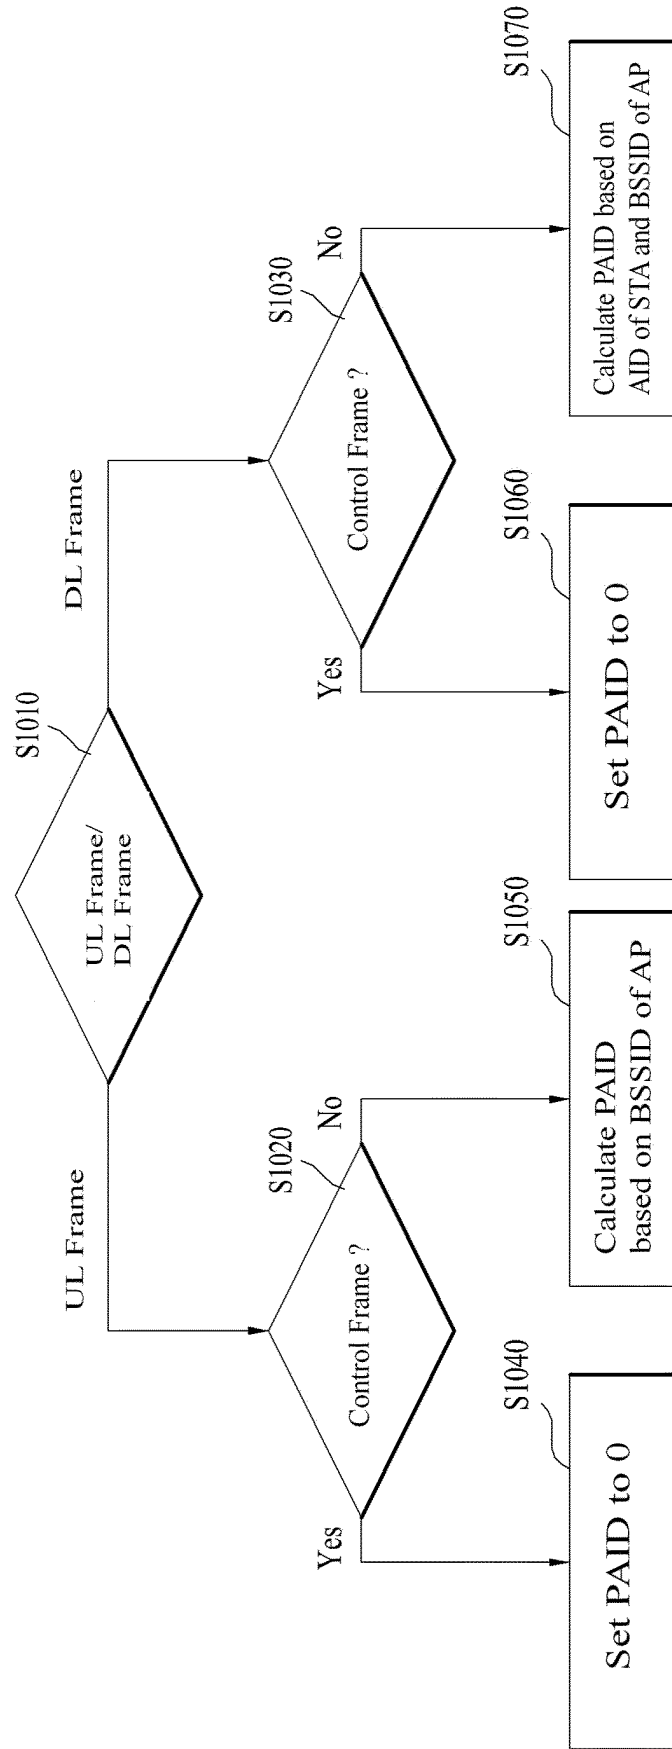 S1010
UL Frame/
DL Frame
UL Frame
DL Frame
S1020
Control Frame ?
Yes
No
S1030
Control Frame ?
Yes
No
S1040
Set PAID to 0
S1050
Calculate PAID
based on BSSID of AP
S1060
Set PAID to 0
S1070
Calculate PAID based on
AID of STA and BSSID of AP